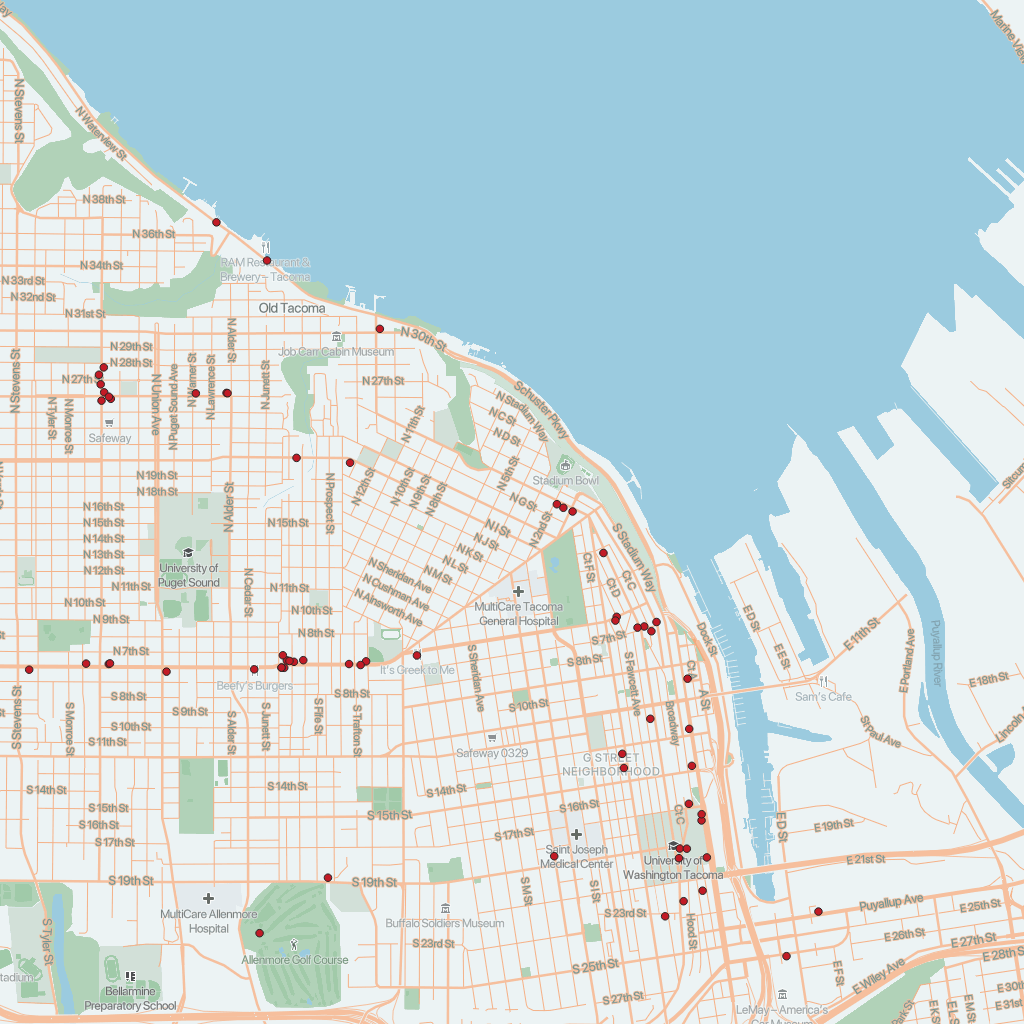 Marine View
N Stevens St
N Waterview St
N 38th St
N 36th St
N 34th St
RAM Restaurant &
Brewery – Tacoma
N 33rd St
N 32nd St
N 31st St
Old Tacoma
N 30th St
N 29th St
N 28th St
N 27th St
Job Carr Cabin Museum
N 27th St
N Stevens St
N Tyler St
N Monroe St
N Union Ave
N Puget Sound Ave
N Warner St
N Lawrence St
N Alder St
N Junett St
Safeway
N 11th St
N Stadium Way
N C St
N D St
Schuster Pkwy
Stadium Bowl
N 5th St
N G St
N 2nd St
N I St
N J St
N K St
N L St
N M St
N 12th St
N 10th St
N 9th St
N 8th St
N Prospect St
N 19th St
N 18th St
N 16th St
N 15th St
N 14th St
N 13th St
N 12th St
N 11th St
N 10th St
N 9th St
N Alder St
N 15th St
University of
Puget Sound
N Cedar St
N 11th St
N 10th St
N 8th St
N Sheridan Ave
N Cushman Ave
N Ainsworth Ave
MultiCare Tacoma
General Hospital
Ct F St
Ct D
Ct C
S Stadium Way
Dock St
E D St
E E St
E 11th St
E Portland Ave
Puyallup River
E 18th St
Sitcum
Lincoln
N 7th St
It's Greek to Me
Beefy's Burgers
S 7th St
S 8th St
S 8th St
S 8th St
S 9th St
S 10th St
S 11th St
S 10th St
S Stevens St
S Monroe St
S Alder St
S Junett St
S Fife St
S Trafton St
S Sheridan Ave
S Fawcett Ave
Broadway
Ct A
A St
Sam's Cafe
St Paul Ave
Safeway 0329
G STREET
NEIGHBORHOOD
S 14th St
S 14th St
S 14th St
S 15th St
S 15th St
S 16th St
S 16th St
S 17th St
S 17th St
Ct C
Saint Joseph
Medical Center
University of
Washington Tacoma
E D St
E 19th St
E 21st St
S 19th St
S 19th St
S M St
S I St
MultiCare Allenmore
Hospital
Buffalo Soldiers Museum
S 23rd St
S 23rd St
Hood St
Puyallup Ave
E 25th St
E 26th St
E 27th St
E 28th St
Allenmore Golf Course
S Tyler St
Stadium
Bellarmine
Preparatory School
S 25th St
S 27th St
E F St
E Wiley Ave
LeMay – America's
Car Museum
Park St
E K St
E L St
E M St
E 30th
E 31st